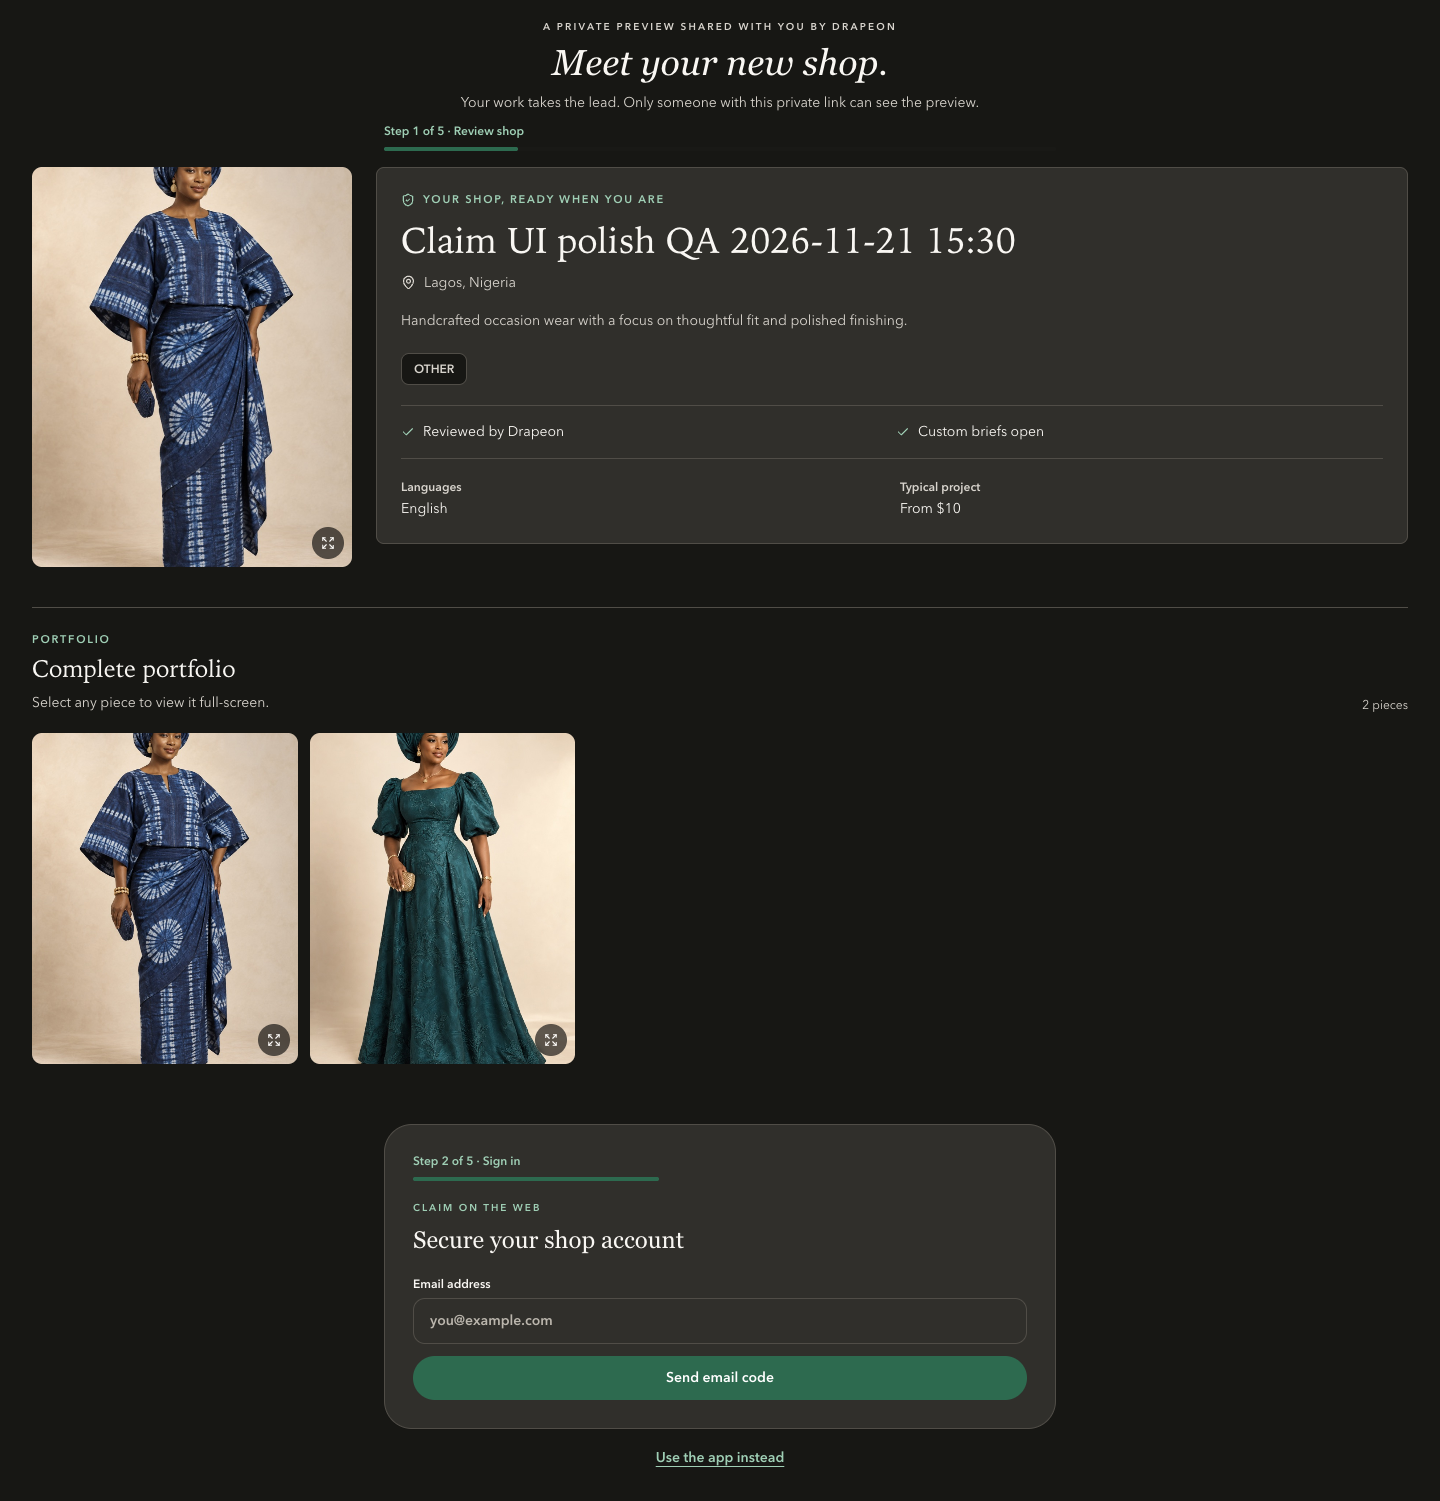 A PRIVATE PREVIEW SHARED WITH YOU BY DRAPEON
Meet your new shop.
Your work takes the lead. Only someone with this private link can see the preview.
Step 1 of 5 · Review shop
YOUR SHOP, READY WHEN YOU ARE
Claim UI polish QA 2026-11-21 15:30
Lagos, Nigeria
Handcrafted occasion wear with a focus on thoughtful fit and polished finishing.
OTHER
Reviewed by Drapeon
Custom briefs open
Languages
English
Typical project
From $10
PORTFOLIO
Complete portfolio
Select any piece to view it full-screen.
2 pieces
Step 2 of 5 · Sign in
CLAIM ON THE WEB
Secure your shop account
Email address
you@example.com
Send email code
Use the app instead